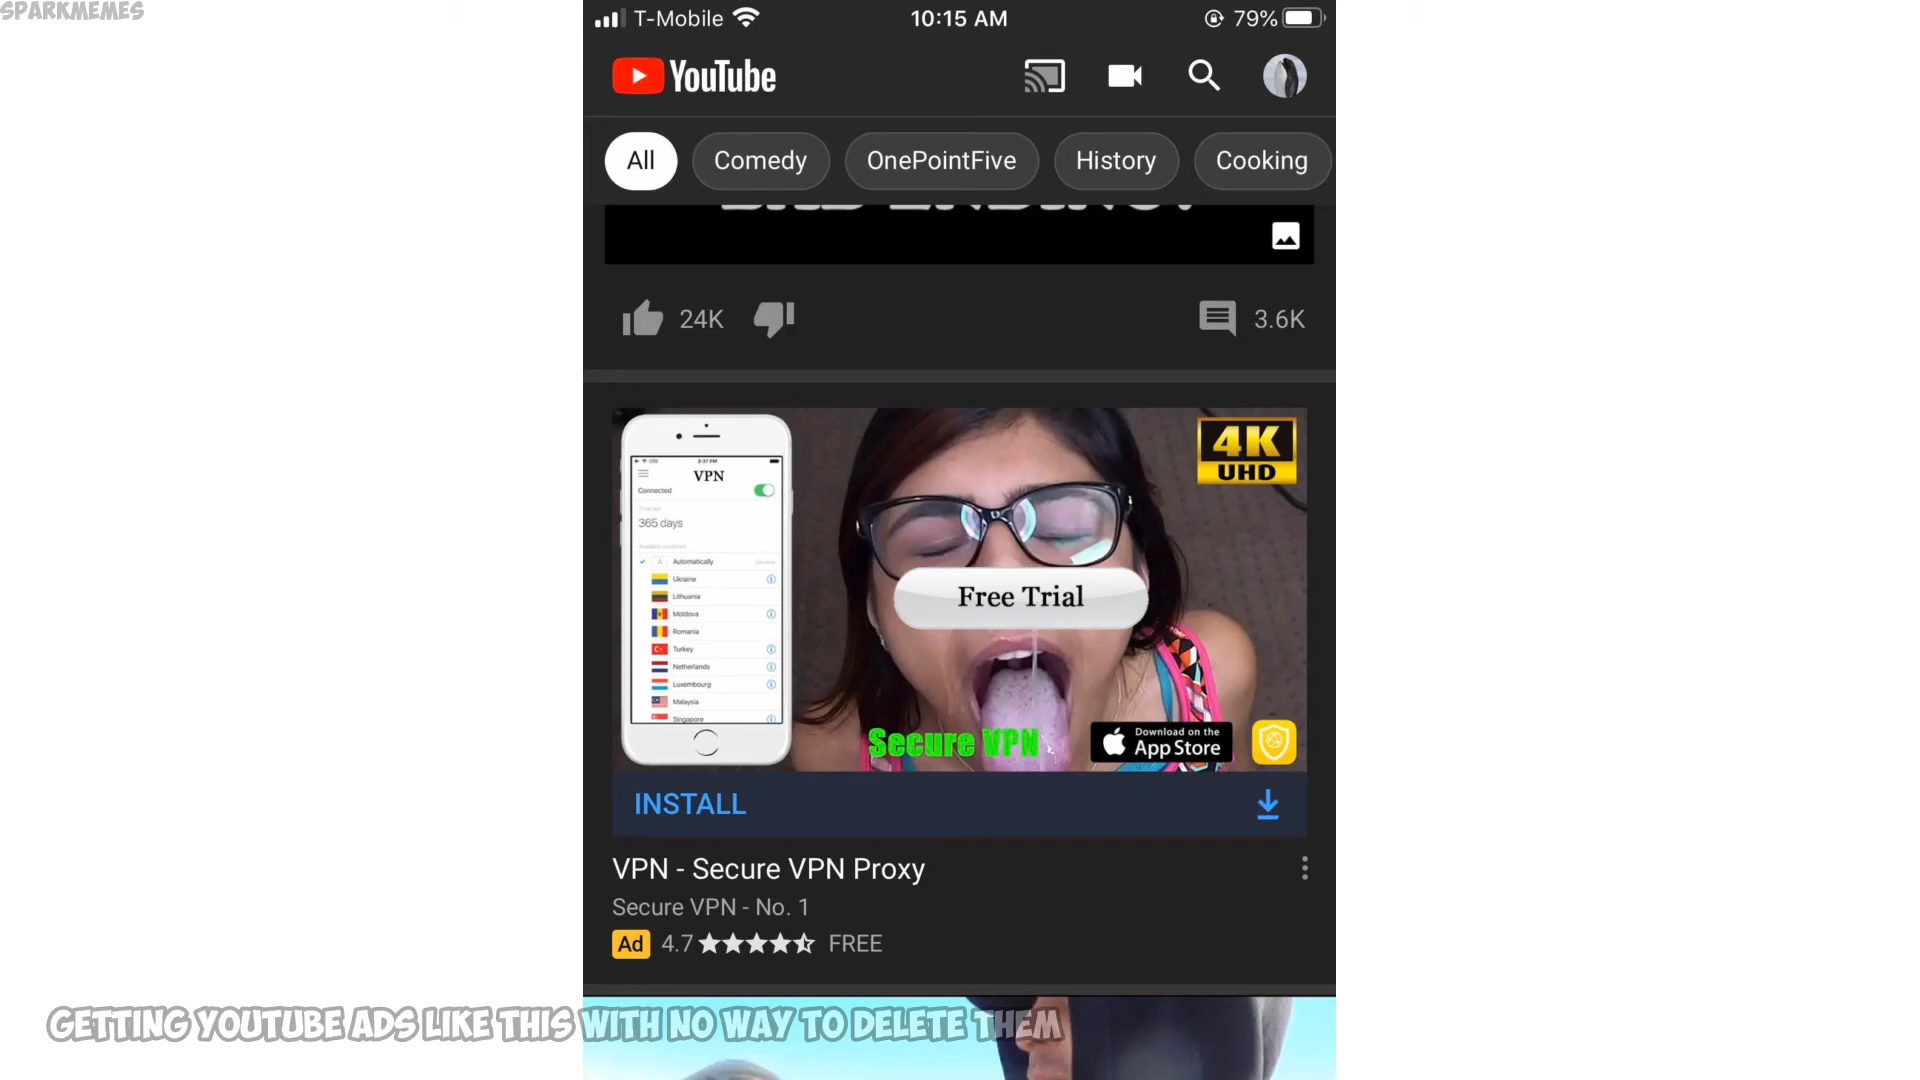 SPARKMEMES
T-Mobile 10:15 AM 79%
YouTube
All Comedy OnePointFive History Cooking
24K 3.6K
4K
UHD
3:37 PM
VPN
Connected
365 days
Automatically
Ukraine
Lithuania
Moldova
Romania
Turkey
Netherlands
Luxembourg
Malaysia
Singapore
Free Trial
Secure VPN
Download on the
App Store
INSTALL
VPN - Secure VPN Proxy
Secure VPN - No. 1
Ad 4.7 FREE
GETTING YOUTUBE ADS LIKE THIS WITH NO WAY TO DELETE THEM